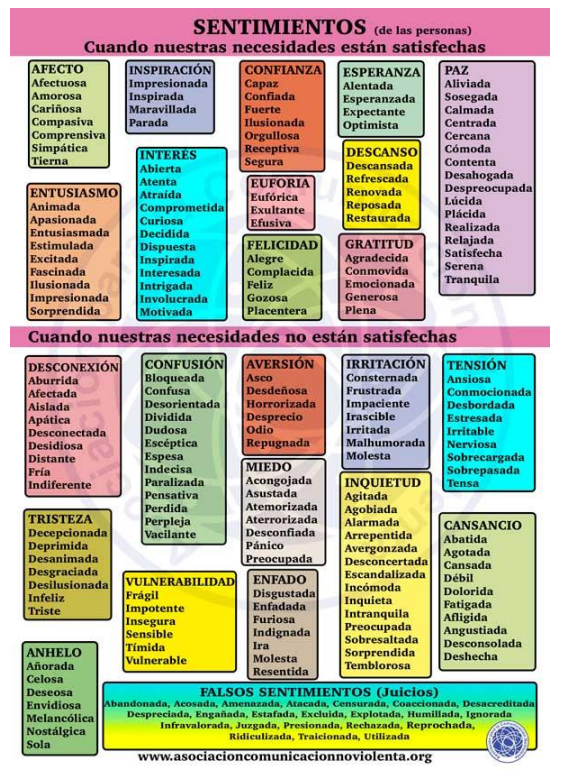 SENTIMIENTOS (de las personas)
Cuando nuestras necesidades están satisfechas
AFECTO
Afectuosa
Amorosa
Cariñosa
Compasiva
Comprensiva
Simpática
Tierna
INSPIRACIÓN
Impresionada
Inspirada
Maravillada
Parada
CONFIANZA
Capaz
Confiada
Fuerte
Ilusionada
Orgullosa
Receptiva
Segura
ESPERANZA
Alentada
Esperanzada
Expectante
Optimista
PAZ
Aliviada
Sosegada
Calmada
Centrada
Cercana
Cómoda
Contenta
Desahogada
Despreocupada
Lúcida
Plácida
Realizada
Relajada
Satisfecha
Serena
Tranquila
ENTUSIASMO
Animada
Apasionada
Entusiasmada
Estimulada
Excitada
Fascinada
Ilusionada
Impresionada
Sorprendida
INTERÉS
Abierta
Atenta
Atraída
Comprometida
Curiosa
Decidida
Dispuesta
Inspirada
Interesada
Intrigada
Involucrada
Motivada
EUFORIA
Eufórica
Exultante
Efusiva
DESCANSO
Descansada
Refrescada
Renovada
Reposada
Restaurada
FELICIDAD
Alegre
Complacida
Feliz
Gozosa
Placentera
GRATITUD
Agradecida
Conmovida
Emocionada
Generosa
Plena
Cuando nuestras necesidades no están satisfechas
DESCONEXIÓN
Aburrida
Afectada
Aislada
Apática
Desconectada
Desidiosa
Distante
Fría
Indiferente
CONFUSIÓN
Bloqueada
Confusa
Desorientada
Dividida
Dudosa
Escéptica
Espesa
Indecisa
Paralizada
Pensativa
Perdida
Perpleja
Vacilante
AVERSIÓN
Asco
Desdeñosa
Horrorizada
Desprecio
Odio
Repugnada
IRRITACIÓN
Consternada
Frustrada
Impaciente
Irascible
Irritada
Malhumorada
Molesta
TENSIÓN
Ansiosa
Conmocionada
Desbordada
Estresada
Irritable
Nerviosa
Sobrecargada
Sobrepasada
Tensa
MIEDO
Acongojada
Asustada
Atemorizada
Aterrorizada
Desconfiada
Pánico
Preocupada
INQUIETUD
Agitada
Agobiada
Alarmada
Arrepentida
Avergonzada
Desconcertada
Escandalizada
Incómoda
Inquieta
Intranquila
Preocupada
Sobresaltada
Sorprendida
Temblorosa
TRISTEZA
Decepcionada
Deprimida
Desanimada
Desgraciada
Desilusionada
Infeliz
Triste
VULNERABILIDAD
Frágil
Impotente
Insegura
Sensible
Tímida
Vulnerable
ENFADO
Disgustada
Enfadada
Furiosa
Indignada
Ira
Molesta
Resentida
CANSANCIO
Abatida
Agotada
Cansada
Débil
Dolorida
Fatigada
Afligida
Angustiada
Desconsolada
Deshecha
ANHELO
Añorada
Celosa
Deseosa
Envidiosa
Melancólica
Nostálgica
Sola
FALSOS SENTIMIENTOS (Juicios)
Abandonada, Acosada, Amenazada, Atacada, Censurada, Coaccionada, Desacreditada
Despreciada, Engañada, Estafada, Excluida, Explotada, Humillada, Ignorada
Infravalorada, Juzgada, Presionada, Rechazada, Reprochada,
Ridiculizada, Traicionada, Utilizada
www.asociacioncomunicacionnoviolenta.org